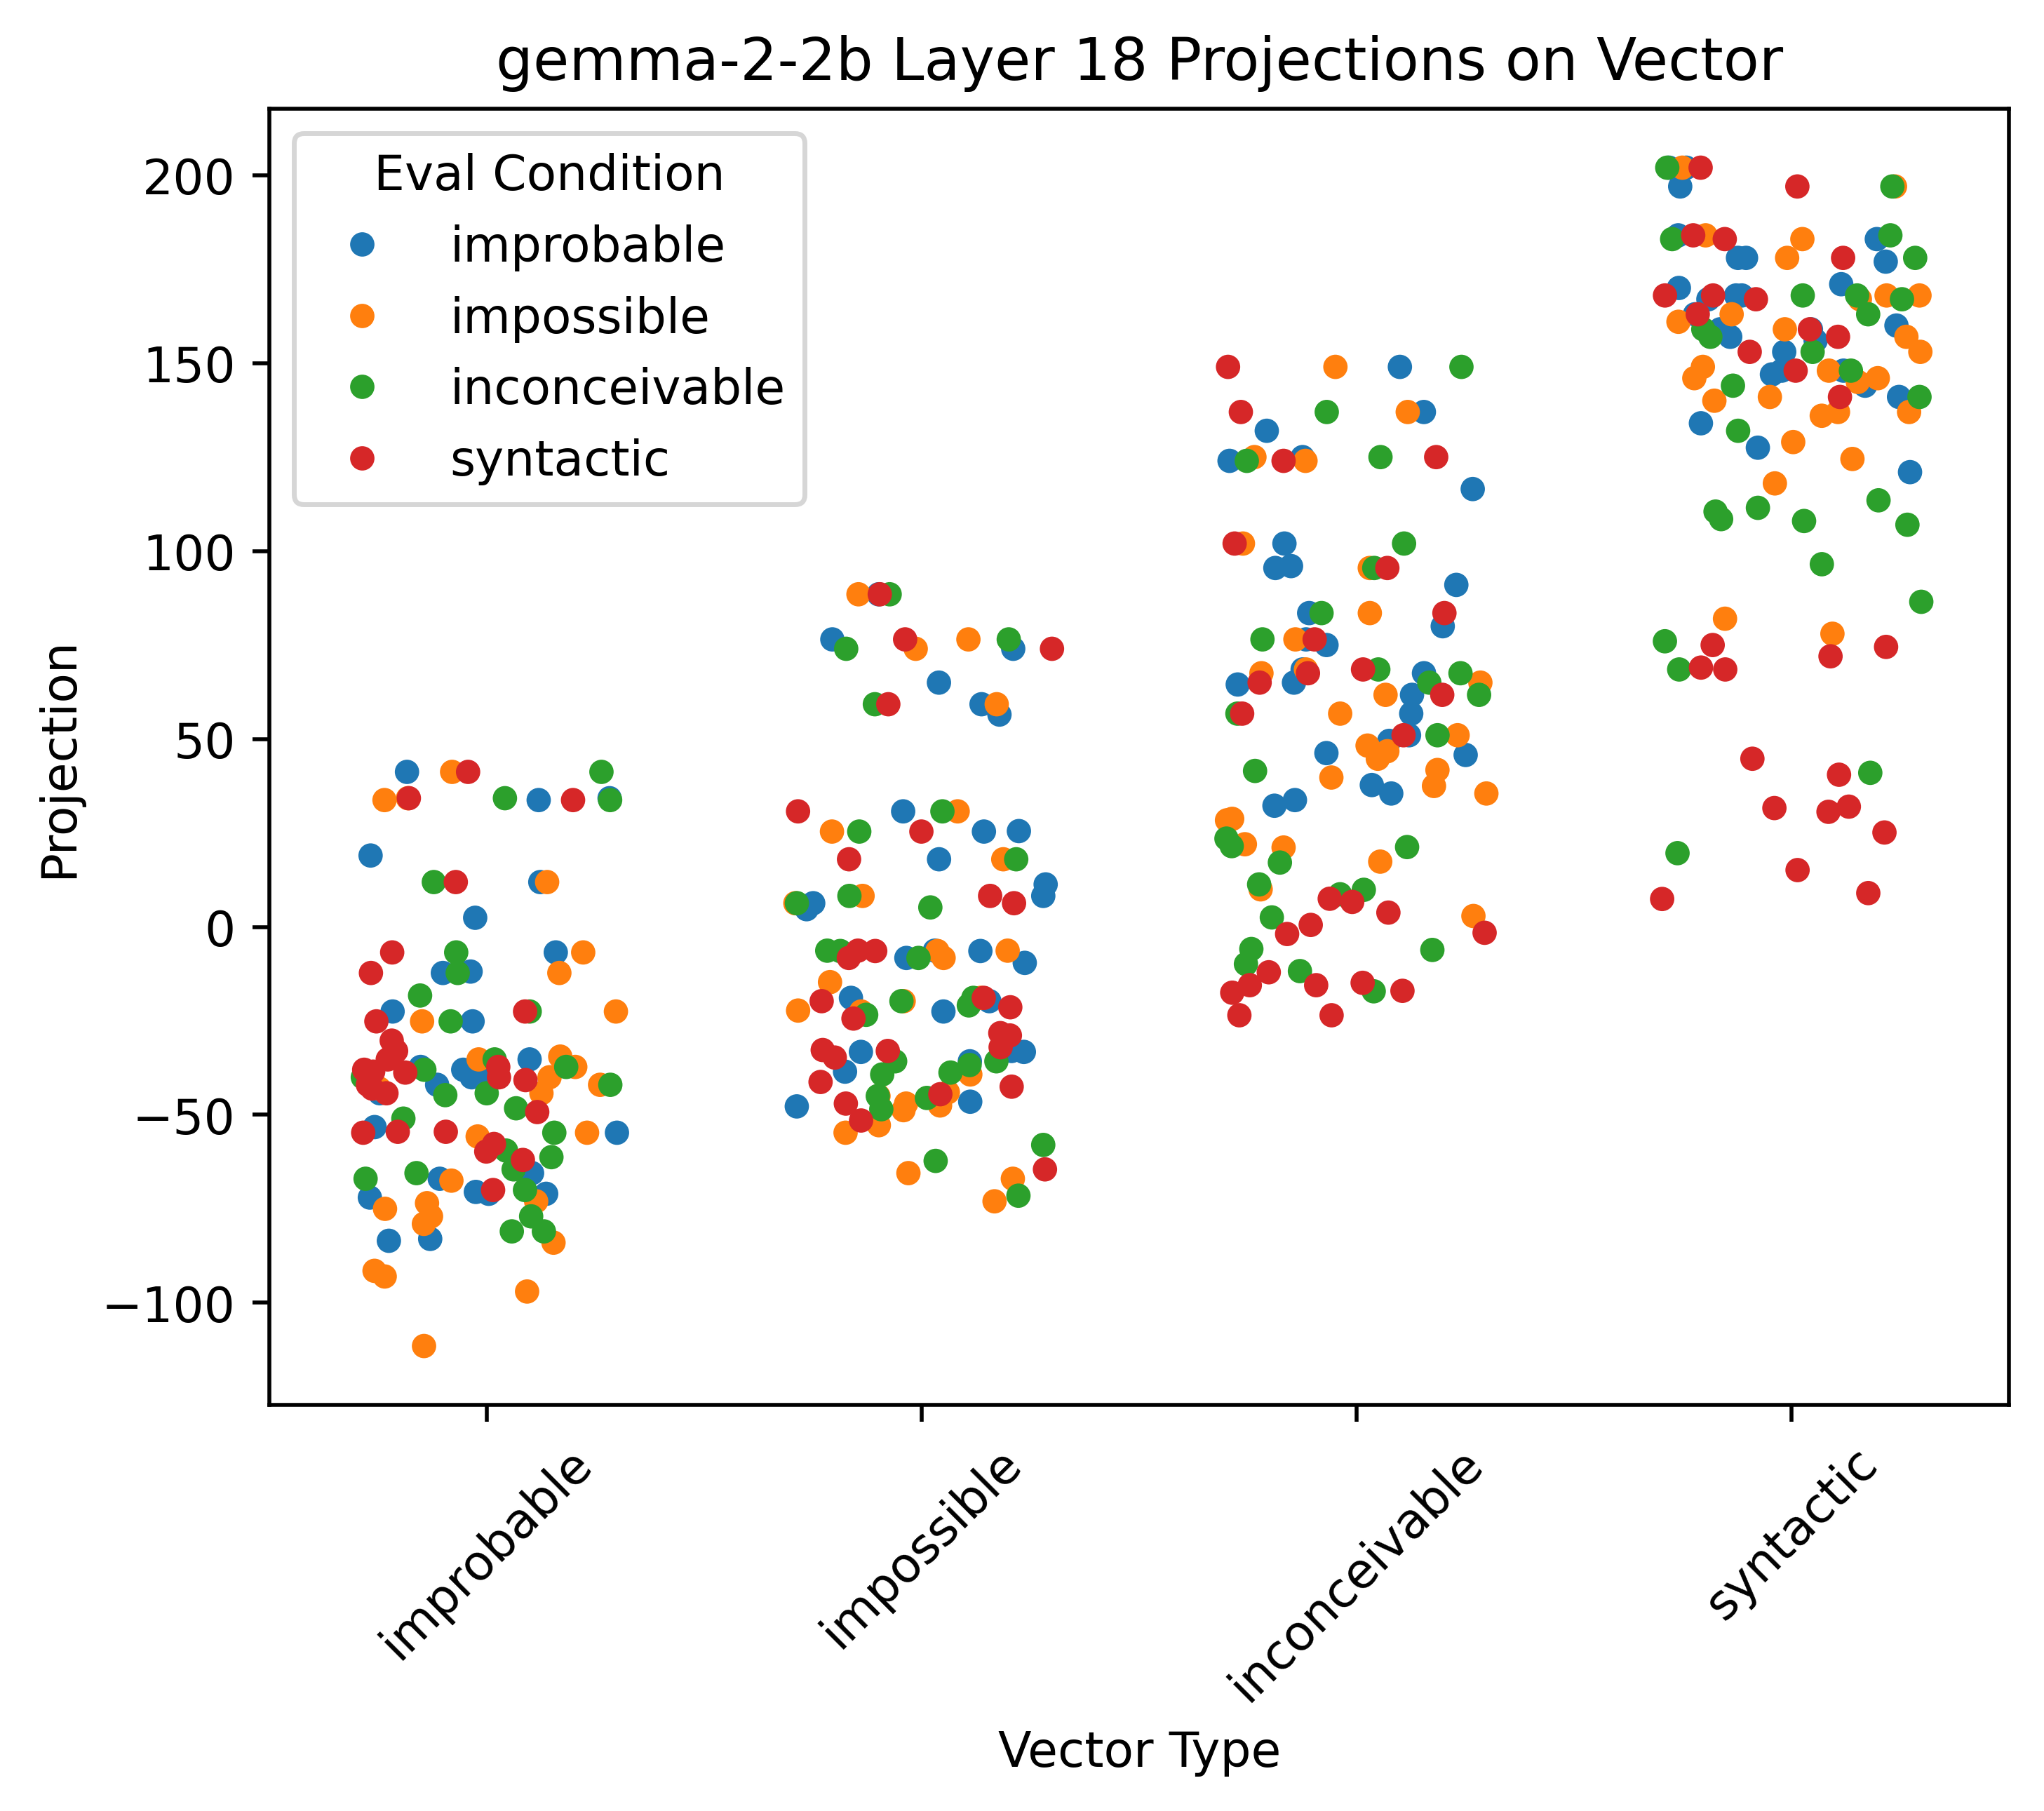 gemma-2-2b Layer 18 Projections on Vector
Eval Condition
improbable
impossible
inconceivable
syntactic
200
150
100
50
0
−50
−100
Projection
improbable
impossible
inconceivable
syntactic
Vector Type